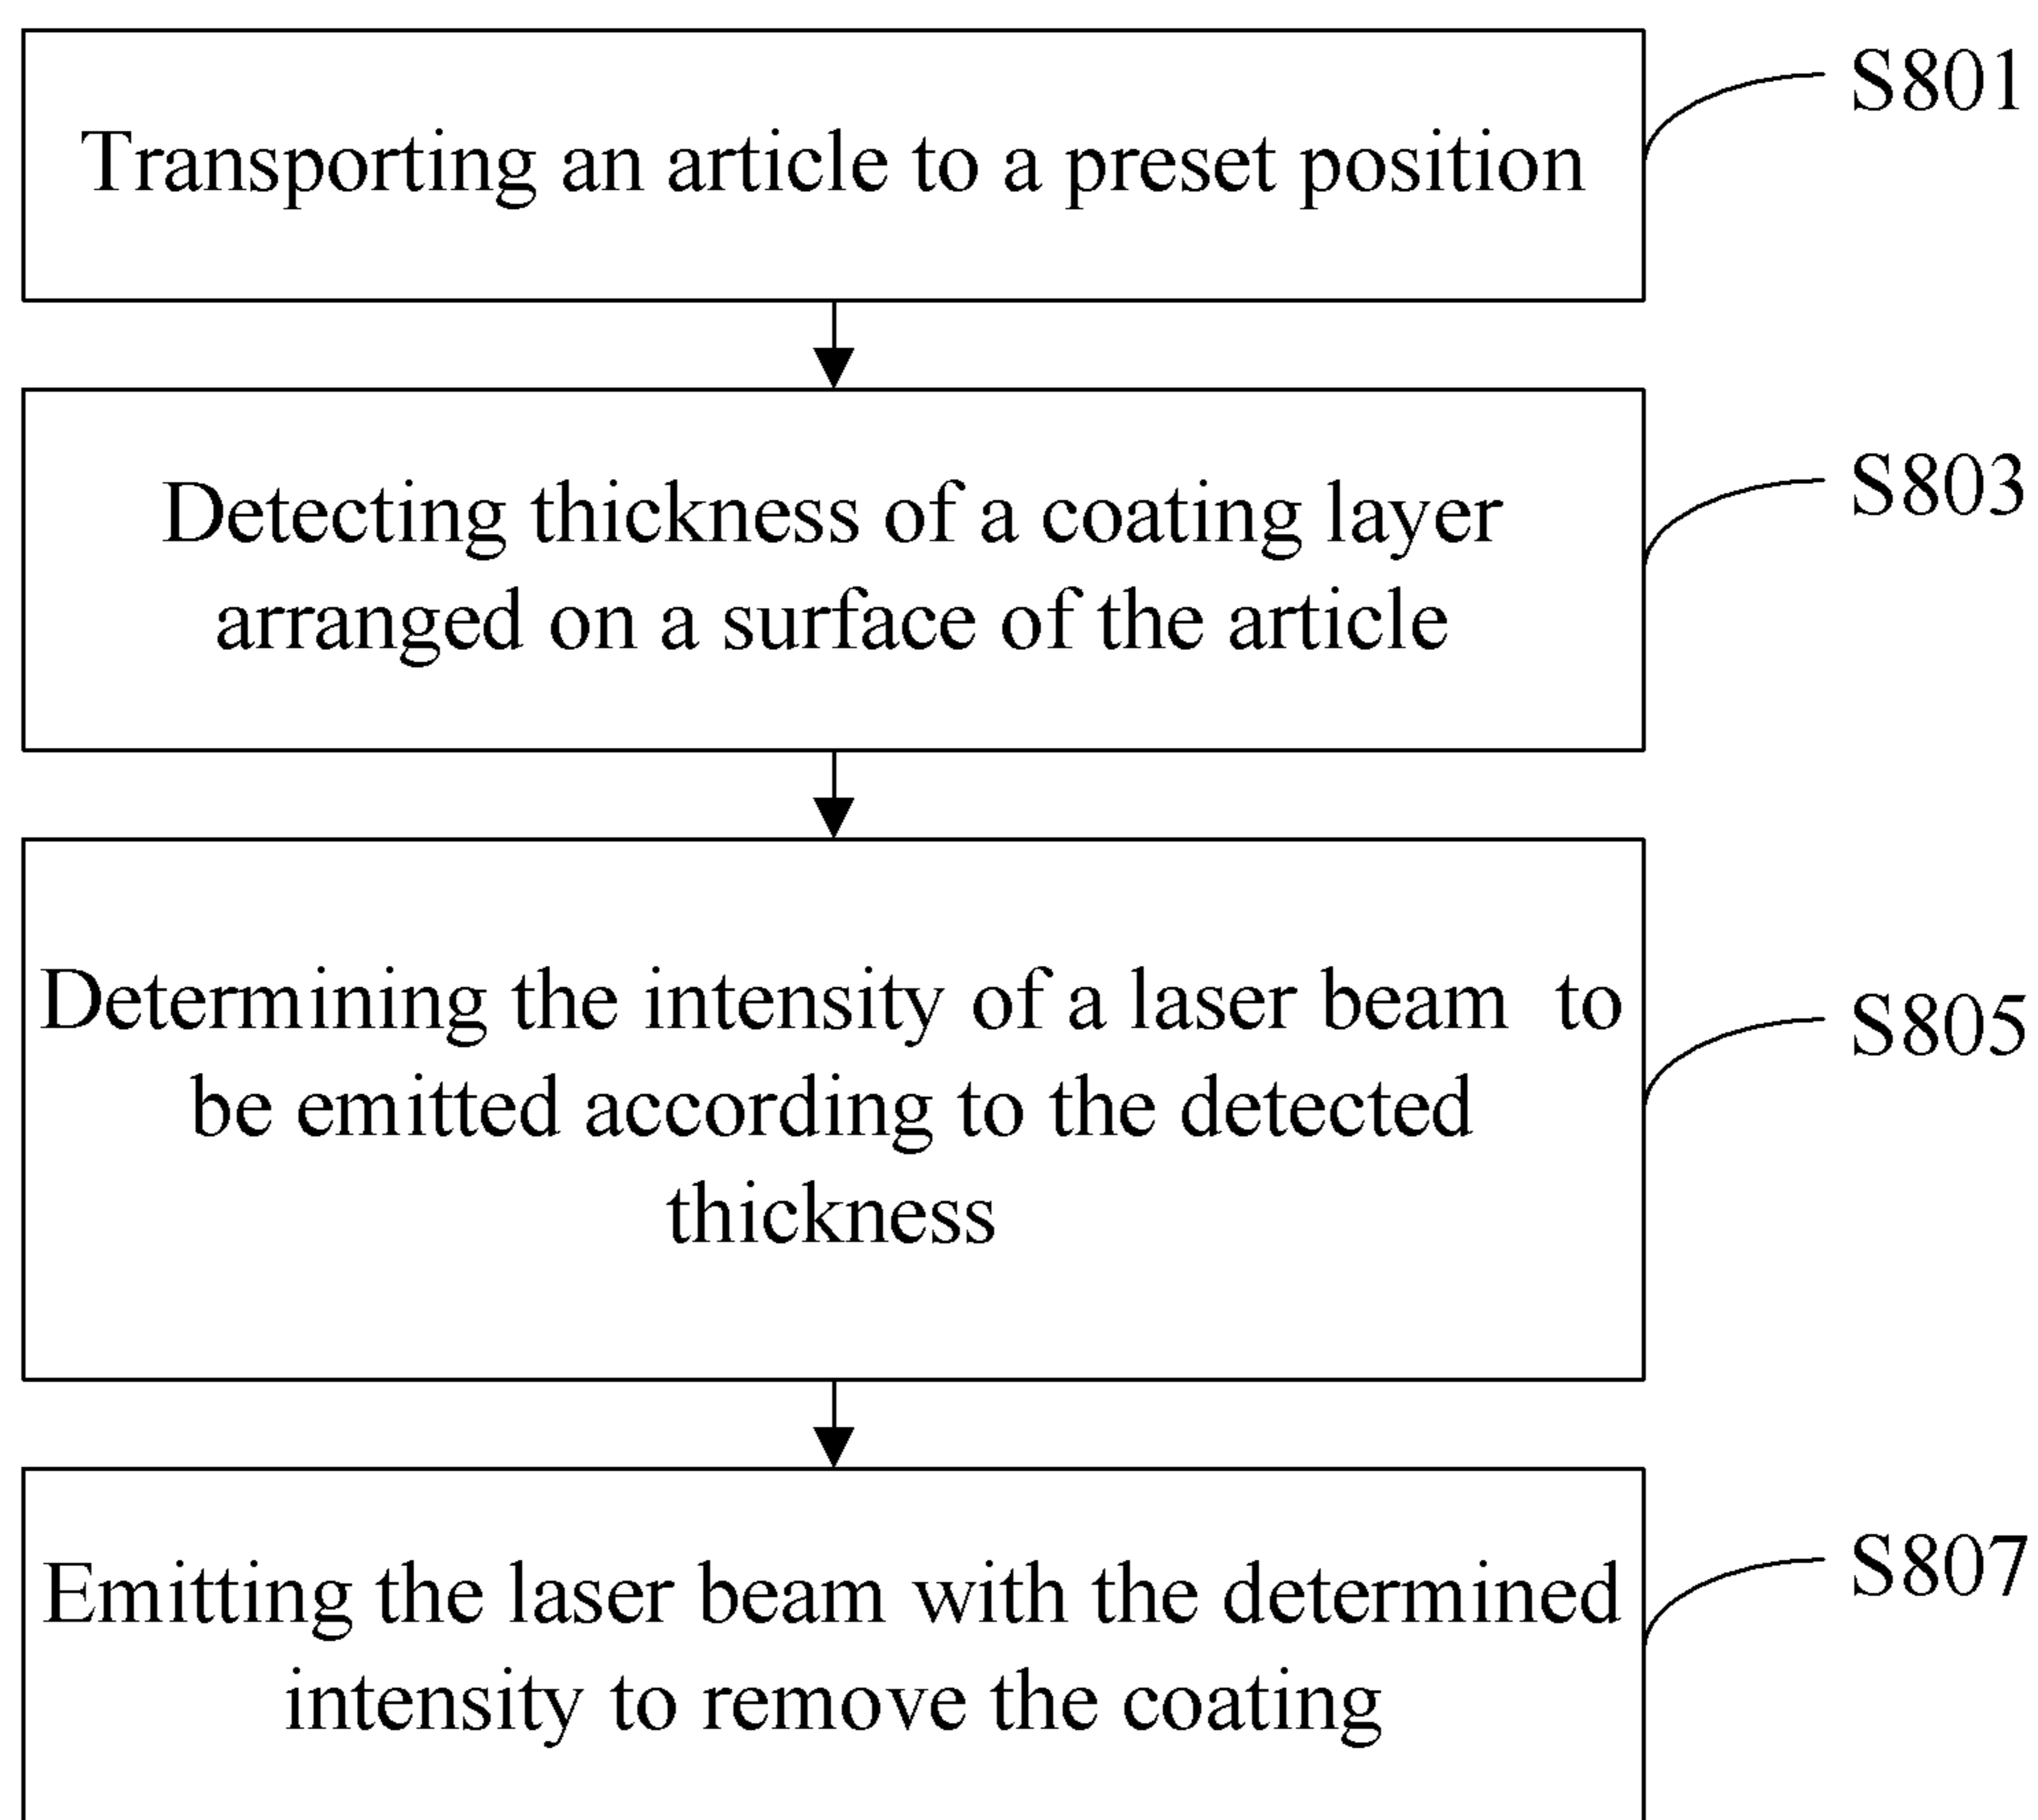 S801
Transporting an article to a preset position
S803
Detecting thickness of a coating layer
arranged on a surface of the article
S805
Determining the intensity of a laser beam  to
be emitted according to the detected
thickness
S807
Emitting the laser beam with the determined
intensity to remove the coating